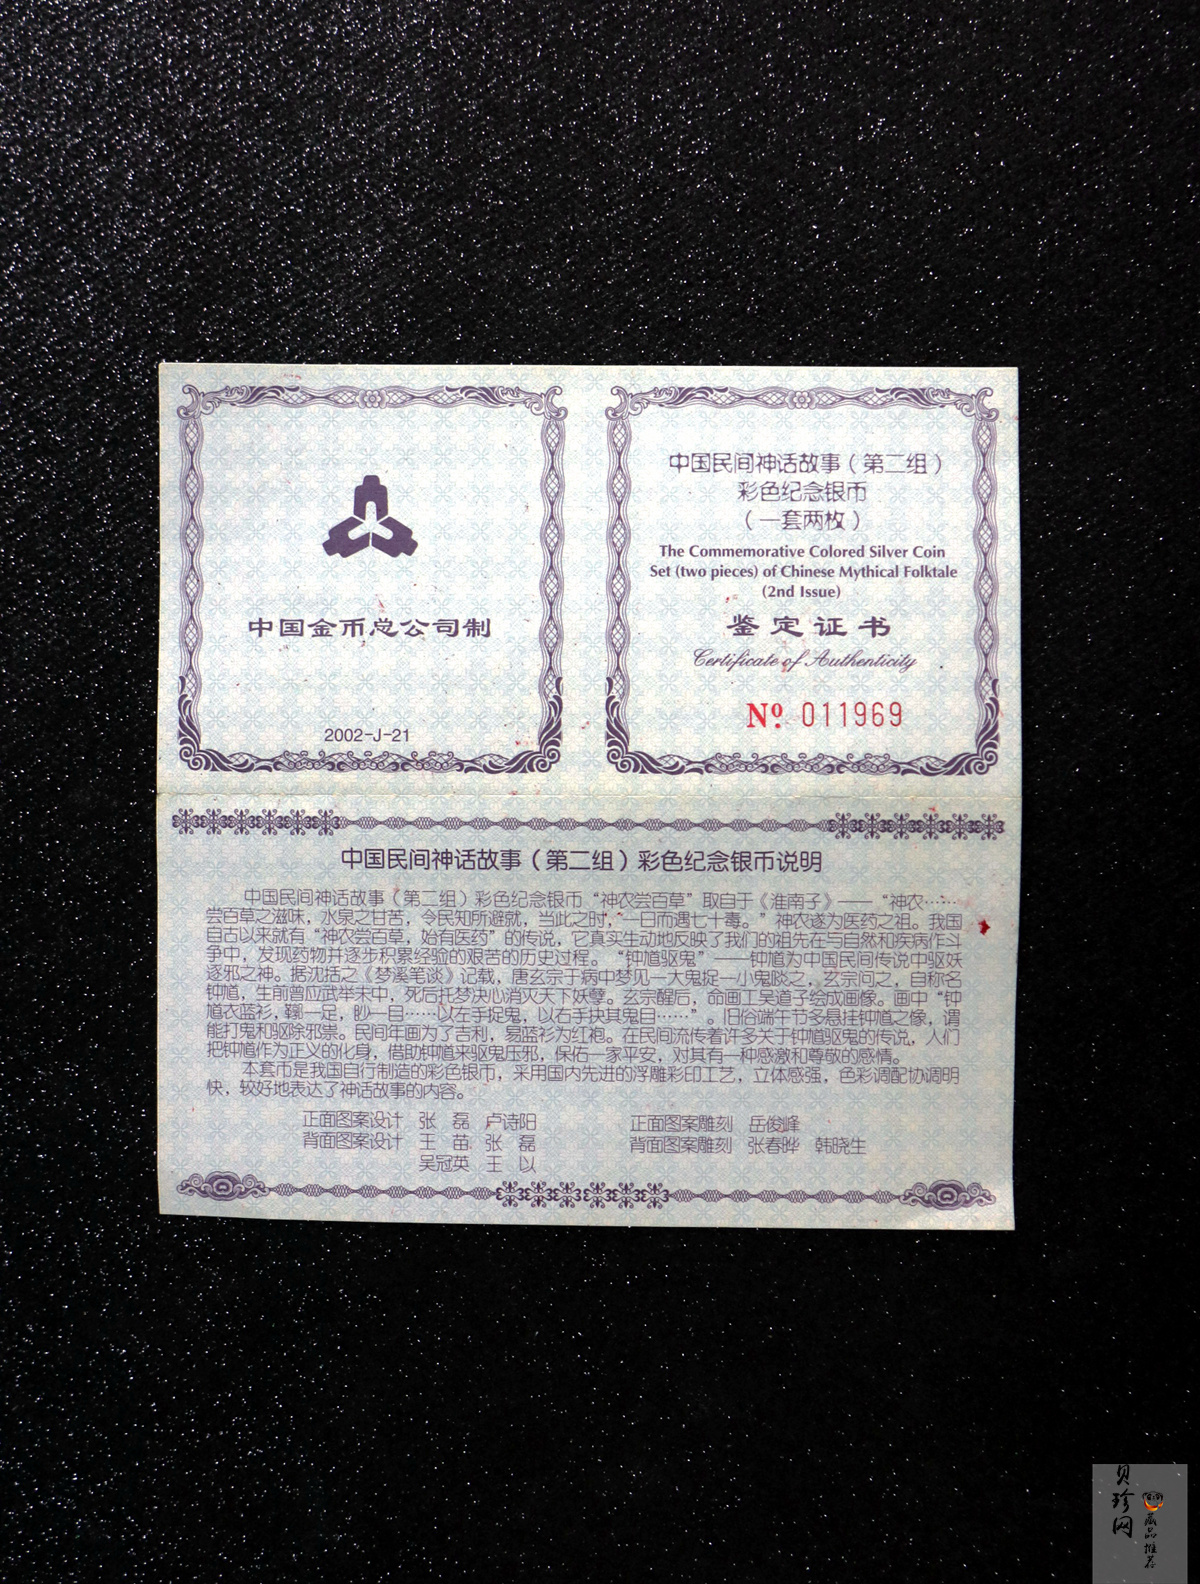 中国金币总公司制
2002-J-21
中国民间神话故事（第二组）
彩色纪念银币
（一套两枚）
The Commemorative Colored Silver Coin
Set (two pieces) of Chinese Mythical Folktale
(2nd Issue)
鉴定证书
Certificate of Authenticity
Nº. 011969
中国民间神话故事（第二组）彩色纪念银币说明
中国民间神话故事（第二组）彩色纪念银币“神农尝百草”取自于《淮南子》——“神农……
尝百草之滋味，水泉之甘苦，令民知所避就，当此之时，一日而遇七十毒。”神农遂为医药之祖。我国
自古以来就有“神农尝百草，始有医药”的传说，它真实生动地反映了我们的祖先在与自然和疾病作斗
争中，发现药物并逐步积累经验的艰苦的历史过程。“钟馗驱鬼”——钟馗为中国民间传说中驱妖
逐邪之神。据沈括之《梦溪笔谈》记载，唐玄宗于病中梦见一大鬼捉一小鬼啖之，玄宗问之，自称名
钟馗，生前曾应武举未中，死后托梦决心消灭天下妖孽。玄宗醒后，命画工吴道子绘成画像。画中“钟
馗衣蓝衫，鞹一足，眇一目……以左手捉鬼，以右手抉其鬼目……”。旧俗端午节多悬挂钟馗之像，谓
能打鬼和驱除邪祟。民间年画为了吉利，易蓝衫为红袍。在民间流传着许多关于钟馗驱鬼的传说，人们
把钟馗作为正义的化身，借助钟馗来驱鬼压邪，保佑一家平安，对其有一种感激和尊敬的感情。
本套币是我国自行制造的彩色银币，采用国内先进的浮雕彩印工艺，立体感强，色彩调配协调明
快，较好地表达了神话故事的内容。
正面图案设计 张磊 卢诗阳 正面图案雕刻 岳俊峰
背面图案设计 王苗 张磊 背面图案雕刻 张春晔 韩晓生
吴冠英 王以
贝珍网
藏品推荐